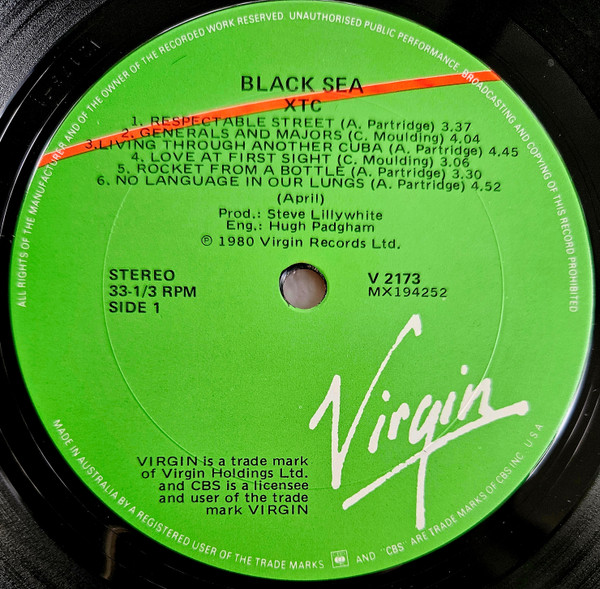 ALL RIGHTS OF THE MANUFACTURER AND OF THE OWNER OF THE RECORDED WORK RESERVED. UNAUTHORISED PUBLIC PERFORMANCE, BROADCASTING AND COPYING OF THIS RECORD PROHIBITED
BLACK SEA
XTC
1. RESPECTABLE STREET (A. Partridge) 3.37
2. GENERALS AND MAJORS (C. Moulding) 4.04
3.LIVING THROUGH ANOTHER CUBA (A. Partridge) 4.45
4. LOVE AT FIRST SIGHT (C. Moulding) 3.06
5. ROCKET FROM A BOTTLE (A. Partridge) 3.30
6. NO LANGUAGE IN OUR LUNGS (A. Partridge) 4.52
(April)
Prod.: Steve Lillywhite
Eng.: Hugh Padgham
℗ 1980 Virgin Records Ltd.
STEREO
33-1/3 RPM
SIDE 1
V 2173
MX194252
Virgin
VIRGIN is a trade mark
of Virgin Holdings Ltd.
and CBS is a licensee
and user of the trade
mark VIRGIN
MADE IN AUSTRALIA BY A REGISTERED USER OF THE TRADE MARKS AND "CBS" ARE TRADE MARKS OF CBS INC. U.S.A.